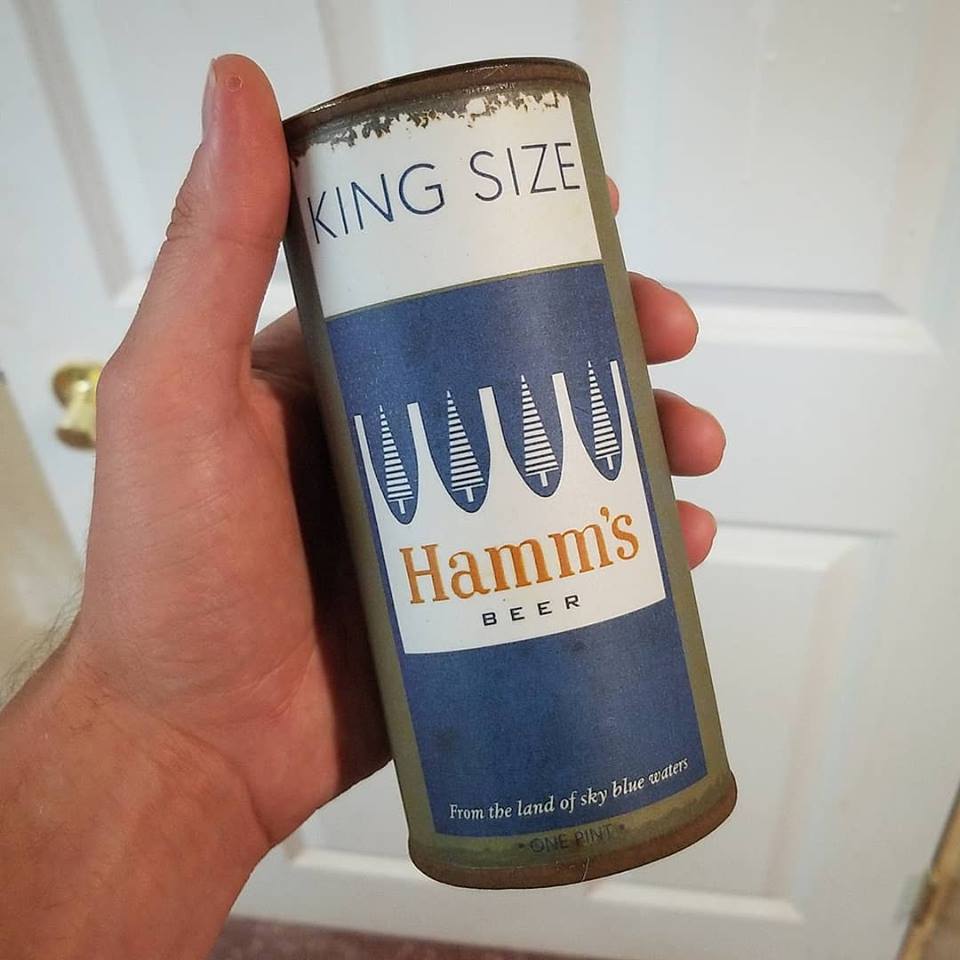 KING SIZE
Hamm's
BEER
From the land of sky blue waters
• ONE PINT •